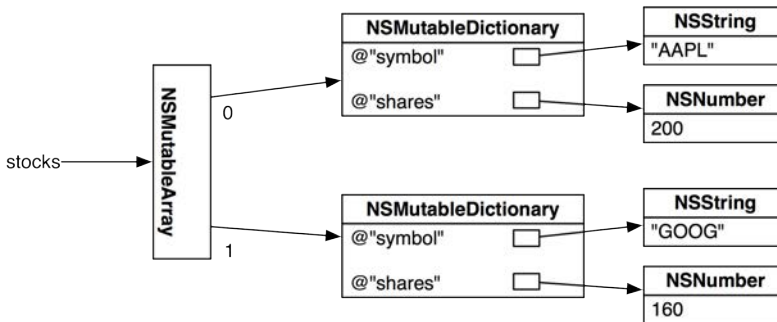 NSMutableDictionary
NSString
@"symbol"
"AAPL"
@"shares"
NSNumber
200
0
stocks
NSMutableArray
1
NSMutableDictionary
NSString
@"symbol"
"GOOG"
@"shares"
NSNumber
160